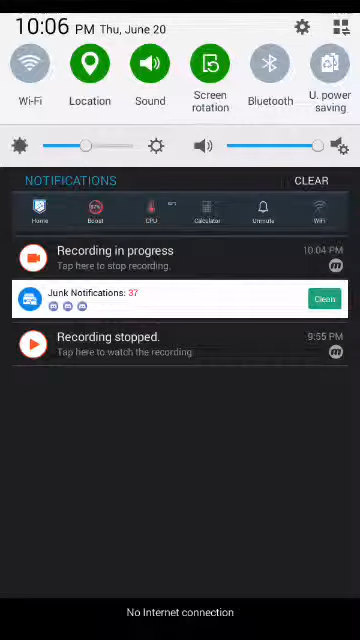 10:06 PM Thu, June 20
Wi-Fi
Location
Sound
Screen
rotation
Bluetooth
U. power
saving
NOTIFICATIONS
CLEAR
Home
Boost
CPU
Calculator
Unmute
WiFi
Recording in progress
10:04 PM
Tap here to stop recording.
Junk Notifications: 37
Clean
Recording stopped.
9:55 PM
Tap here to watch the recording
No Internet connection